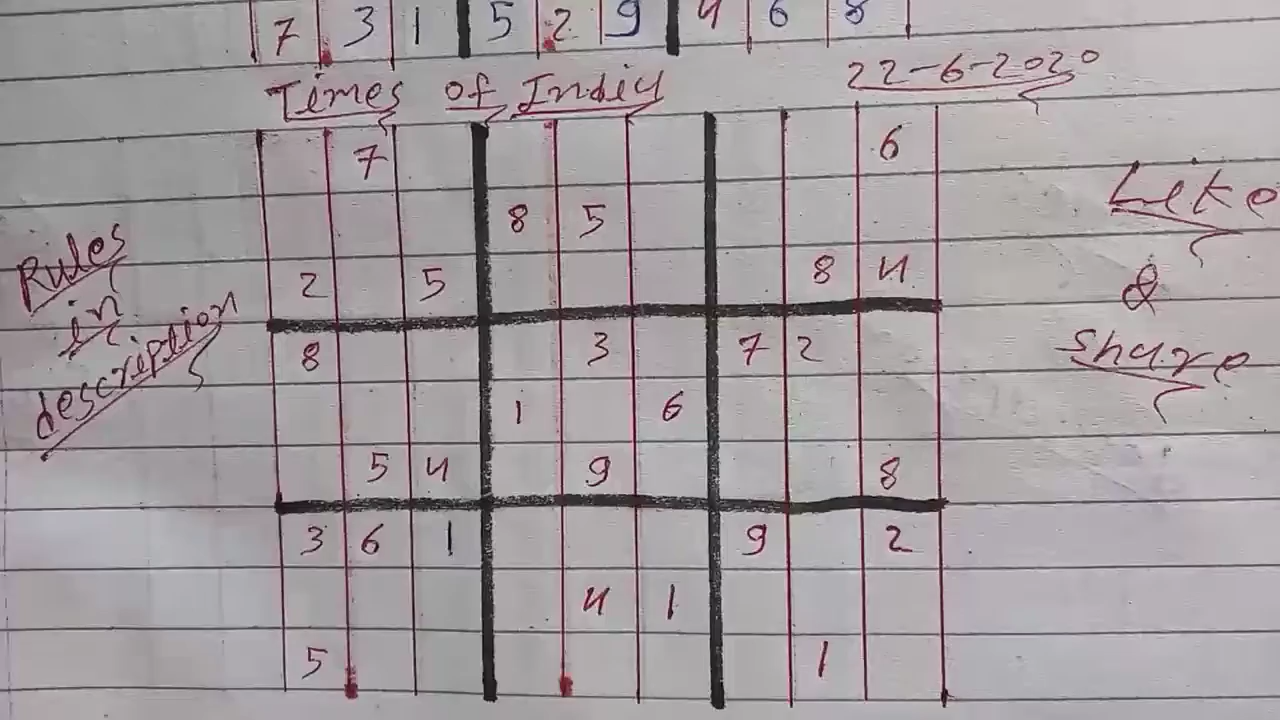 7 3 1 5 2 9 4 6 8
Times of India 22-6-2020
7 6
8 5
2 5 8 4
8 3 7 2
1 6
5 4 9 8
3 6 1 9 2
4 1
5 1
Rules
in
description
Like
&
Share